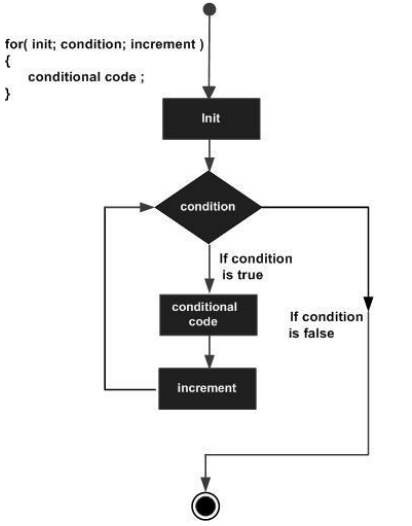 for( init; condition; increment )
{
conditional code ;
}
Init
condition
If condition
is true
conditional
code
If condition
is false
increment